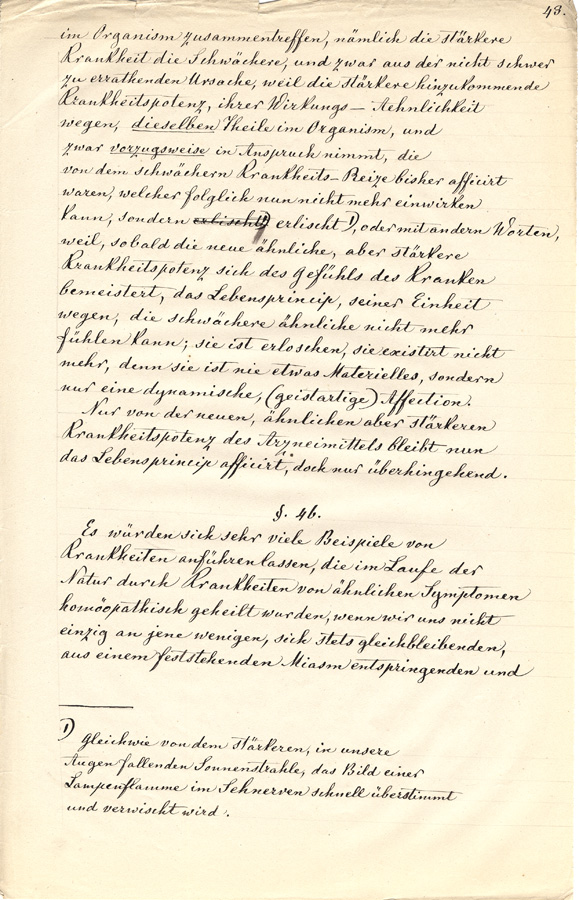 43.
im Organism zusammentreffen, nämlich die stärkere
Krankheit die Schwächere, und zwar aus der nicht schwer
zu errathenden Ursache, weil die stärkere hinzukommende
Krankheitspotenz, ihrer Wirkungs-Aehnlichkeit
wegen, dieselben Theile im Organism, und
zwar vorzugsweise in Anspruch nimmt, die
von dem schwächern Krankheits-Reize bisher afficirt
waren, welcher folglich nun nicht mehr einwirken
kann, sondern erlischt 1) erlischt 1), oder mit andern Worten,
weil, sobald die neue ähnliche, aber stärkere
Krankheitspotenz sich des Gefühls des Kranken
bemeistert, das Lebensprincip, seiner Einheit
wegen, die schwächere ähnliche nicht mehr
fühlen kann; sie ist erloschen, sie existirt nicht
mehr, denn sie ist nie etwas Materielles, sondern
nur eine dynamische, (geistartige) Affection.
Nur von der neuen, ähnlichen aber stärkeren
Krankheitspotenz des Arzneimittels bleibt nun
das Lebensprincip afficirt, doch nur überhingehend.
§. 46.
Es würden sich sehr viele Beispiele von
Krankheiten anführen lassen, die im Laufe der
Natur durch Krankheiten von ähnlichen Symptomen
homöopathisch geheilt wurden, wenn wir uns nicht
einzig an jene wenigen, sich stets gleichbleibenden,
aus einem feststehenden Miasm entspringenden und
1) Gleichwie von dem stärkeren, in unsere
Augen fallenden Sonnenstrahle, das Bild einer
Lampenflamme im Sehnerven schnell überstimmt
und verwischt wird.